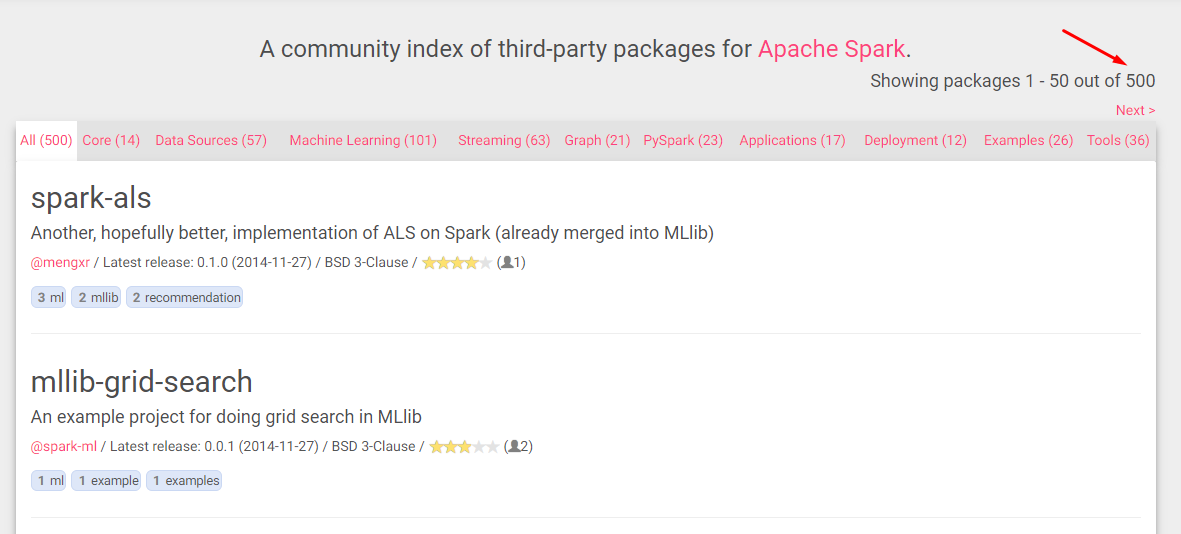 A community index of third-party packages for Apache Spark.
Showing packages 1 - 50 out of 500
Next >
All (500) Core (14) Data Sources (57) Machine Learning (101) Streaming (63) Graph (21) PySpark (23) Applications (17) Deployment (12) Examples (26) Tools (36)
spark-als
Another, hopefully better, implementation of ALS on Spark (already merged into MLlib)
@mengxr / Latest release: 0.1.0 (2014-11-27) / BSD 3-Clause / (1)
3 ml 2 mllib 2 recommendation
mllib-grid-search
An example project for doing grid search in MLlib
@spark-ml / Latest release: 0.0.1 (2014-11-27) / BSD 3-Clause / (2)
1 ml 1 example 1 examples